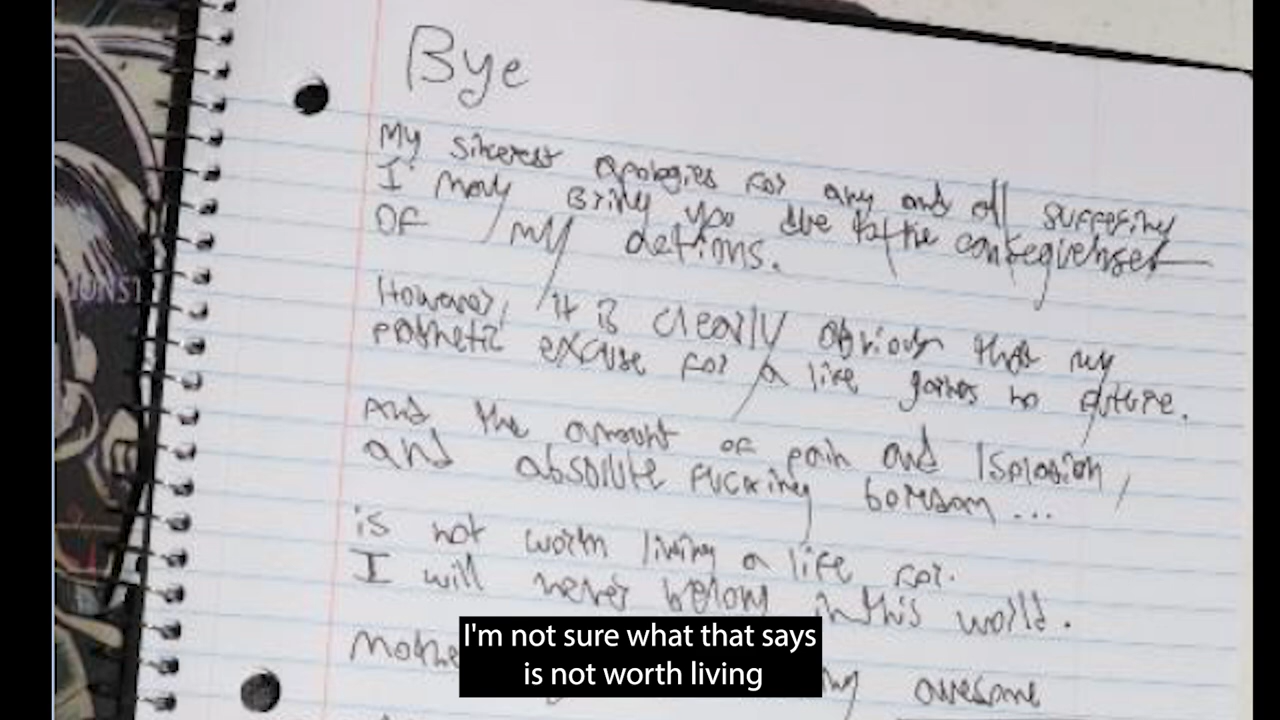 Bye
My sincerest apologies for any and all suffering
I may Bring you due to the consequenses
OF my actions.
However, it is clearly obvious that my
pathetic excuse for a life gaines no future.
And the amount of pain and Isolation,
and absolute fucking boredom ...
is not worth living a life for.
I will never belong in this world.
awesome
I'm not sure what that says
is not worth living